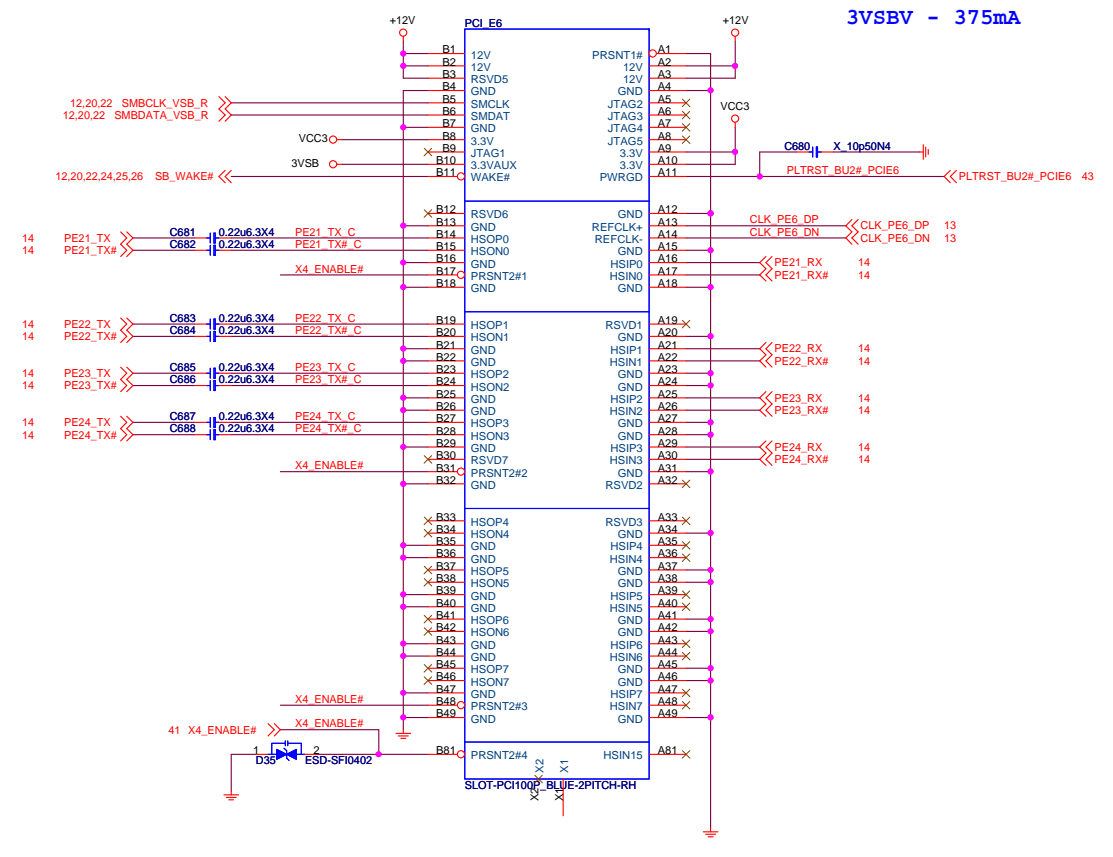 3VSBV - 375mA
+12V PCI_E6 +12V
B1 12V PRSNT1# A1
B2 12V 12V A2
B3 RSVD5 12V A3
B4 GND GND A4
12,20,22 SMBCLK_VSB_R B5 SMCLK JTAG2 A5
12,20,22 SMBDATA_VSB_R B6 SMDAT JTAG3 A6
B7 GND JTAG4 A7
VCC3 B8 3.3V JTAG5 A8 VCC3
B9 JTAG1 3.3V A9 C680 X_10p50N4
3VSB B10 3.3VAUX 3.3V A10
12,20,22,24,25,26 SB_WAKE# B11 WAKE# PWRGD A11 PLTRST_BU2#_PCIE6 PLTRST_BU2#_PCIE6 43
B12 RSVD6 GND A12
B13 GND REFCLK+ A13 CLK_PE6_DP CLK_PE6_DP 13
14 PE21_TX C681 0.22u6.3X4 PE21_TX_C B14 HSOP0 REFCLK- A14 CLK_PE6_DN CLK_PE6_DN 13
14 PE21_TX# C682 0.22u6.3X4 PE21_TX#_C B15 HSON0 GND A15
B16 GND HSIP0 A16 PE21_RX 14
X4_ENABLE# B17 PRSNT2#1 HSIN0 A17 PE21_RX# 14
B18 GND GND A18
14 PE22_TX C683 0.22u6.3X4 PE22_TX_C B19 HSOP1 RSVD1 A19
14 PE22_TX# C684 0.22u6.3X4 PE22_TX#_C B20 HSON1 GND A20
B21 GND HSIP1 A21 PE22_RX 14
B22 GND HSIN1 A22 PE22_RX# 14
14 PE23_TX C685 0.22u6.3X4 PE23_TX_C B23 HSOP2 GND A23
14 PE23_TX# C686 0.22u6.3X4 PE23_TX#_C B24 HSON2 GND A24
B25 GND HSIP2 A25 PE23_RX 14
B26 GND HSIN2 A26 PE23_RX# 14
14 PE24_TX C687 0.22u6.3X4 PE24_TX_C B27 HSOP3 GND A27
14 PE24_TX# C688 0.22u6.3X4 PE24_TX#_C B28 HSON3 GND A28
B29 GND HSIP3 A29 PE24_RX 14
B30 RSVD7 HSIN3 A30 PE24_RX# 14
X4_ENABLE# B31 PRSNT2#2 GND A31
B32 GND RSVD2 A32
B33 HSOP4 RSVD3 A33
B34 HSON4 GND A34
B35 GND HSIP4 A35
B36 GND HSIN4 A36
B37 HSOP5 GND A37
B38 HSON5 GND A38
B39 GND HSIP5 A39
B40 GND HSIN5 A40
B41 HSOP6 GND A41
B42 HSON6 GND A42
B43 GND HSIP6 A43
B44 GND HSIN6 A44
B45 HSOP7 GND A45
B46 HSON7 GND A46
B47 GND HSIP7 A47
X4_ENABLE# B48 PRSNT2#3 HSIN7 A48
B49 GND GND A49
41 X4_ENABLE# X4_ENABLE#
1 D35 2 ESD-SFI0402 B81 PRSNT2#4 HSIN15 A81
X2 X1
SLOT-PCI100P_BLUE-2PITCH-RH
X2 X1